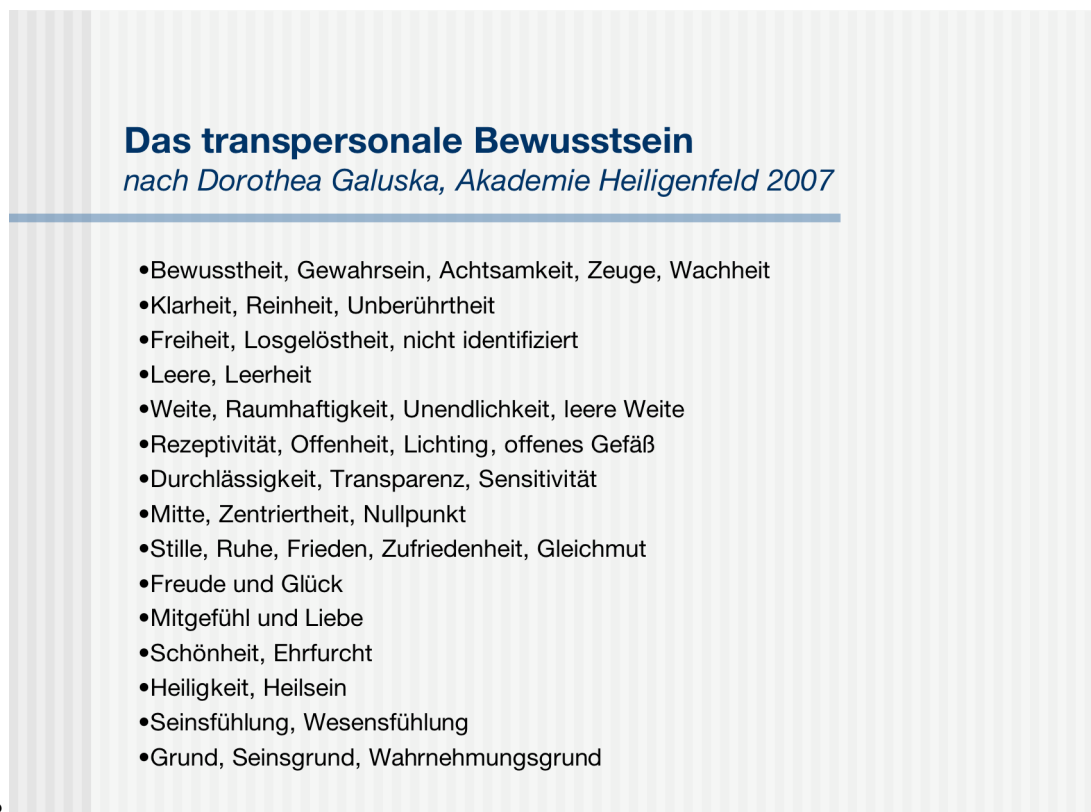 Das transpersonale Bewusstsein
nach Dorothea Galuska, Akademie Heiligenfeld 2007
•Bewusstheit, Gewahrsein, Achtsamkeit, Zeuge, Wachheit
•Klarheit, Reinheit, Unberührtheit
•Freiheit, Losgelöstheit, nicht identifiziert
•Leere, Leerheit
•Weite, Raumhaftigkeit, Unendlichkeit, leere Weite
•Rezeptivität, Offenheit, Lichting, offenes Gefäß
•Durchlässigkeit, Transparenz, Sensitivität
•Mitte, Zentriertheit, Nullpunkt
•Stille, Ruhe, Frieden, Zufriedenheit, Gleichmut
•Freude und Glück
•Mitgefühl und Liebe
•Schönheit, Ehrfurcht
•Heiligkeit, Heilsein
•Seinsfühlung, Wesensfühlung
•Grund, Seinsgrund, Wahrnehmungsgrund